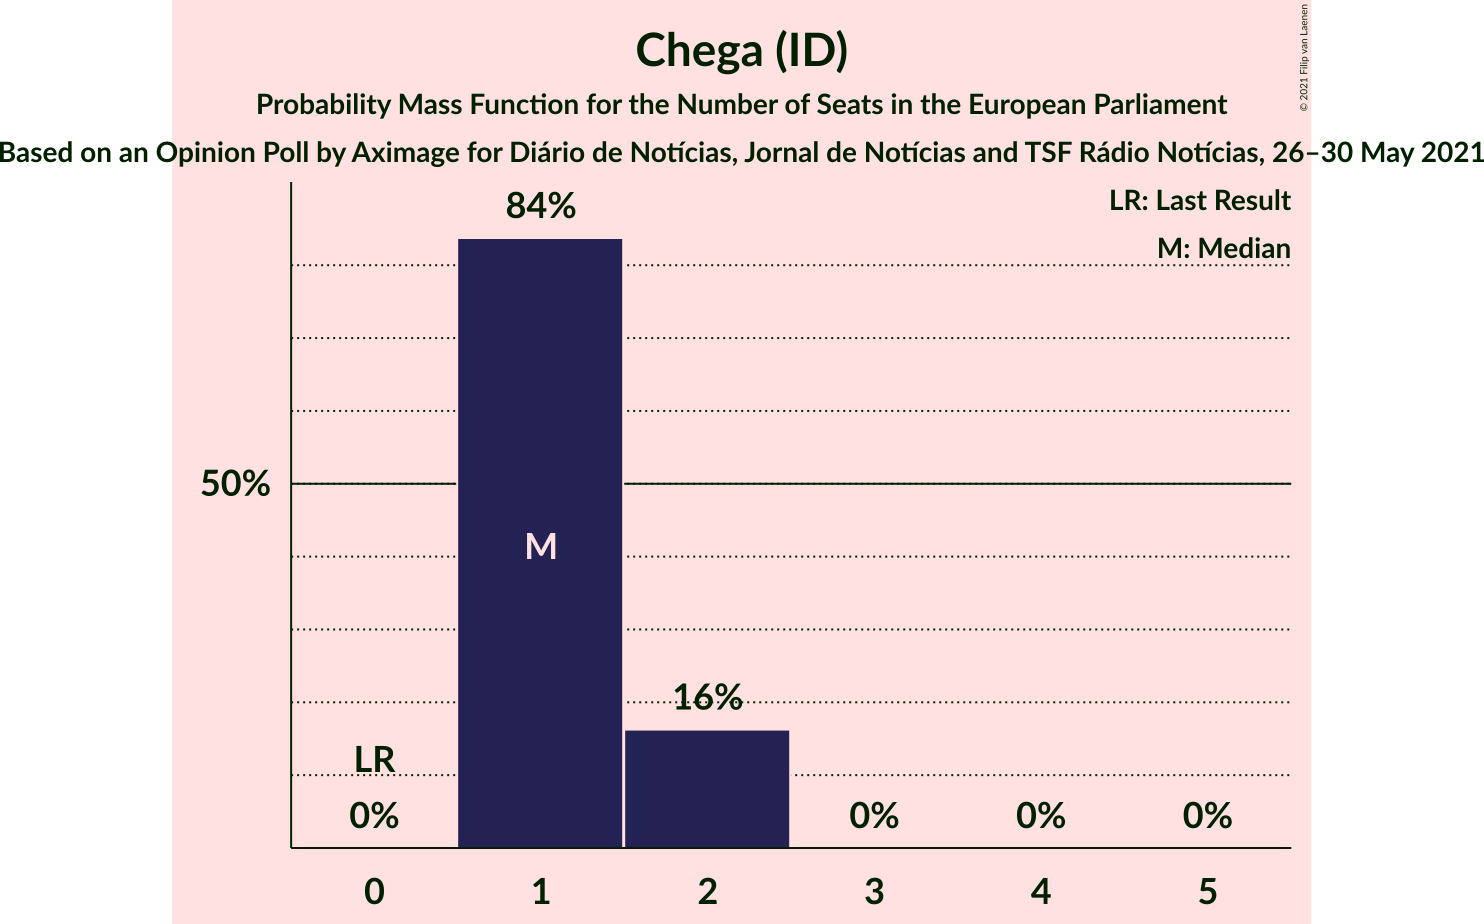 Chega (ID)
Probability Mass Function for the Number of Seats in the European Parliament
Based on an Opinion Poll by Aximage for Diário de Notícias, Jornal de Notícias and TSF Rádio Notícias, 26–30 May 2021
© 2021 Filip van Laenen
LR: Last Result
M: Median
84%
50%
M
16%
LR
0%
0%
0%
0%
0
1
2
3
4
5